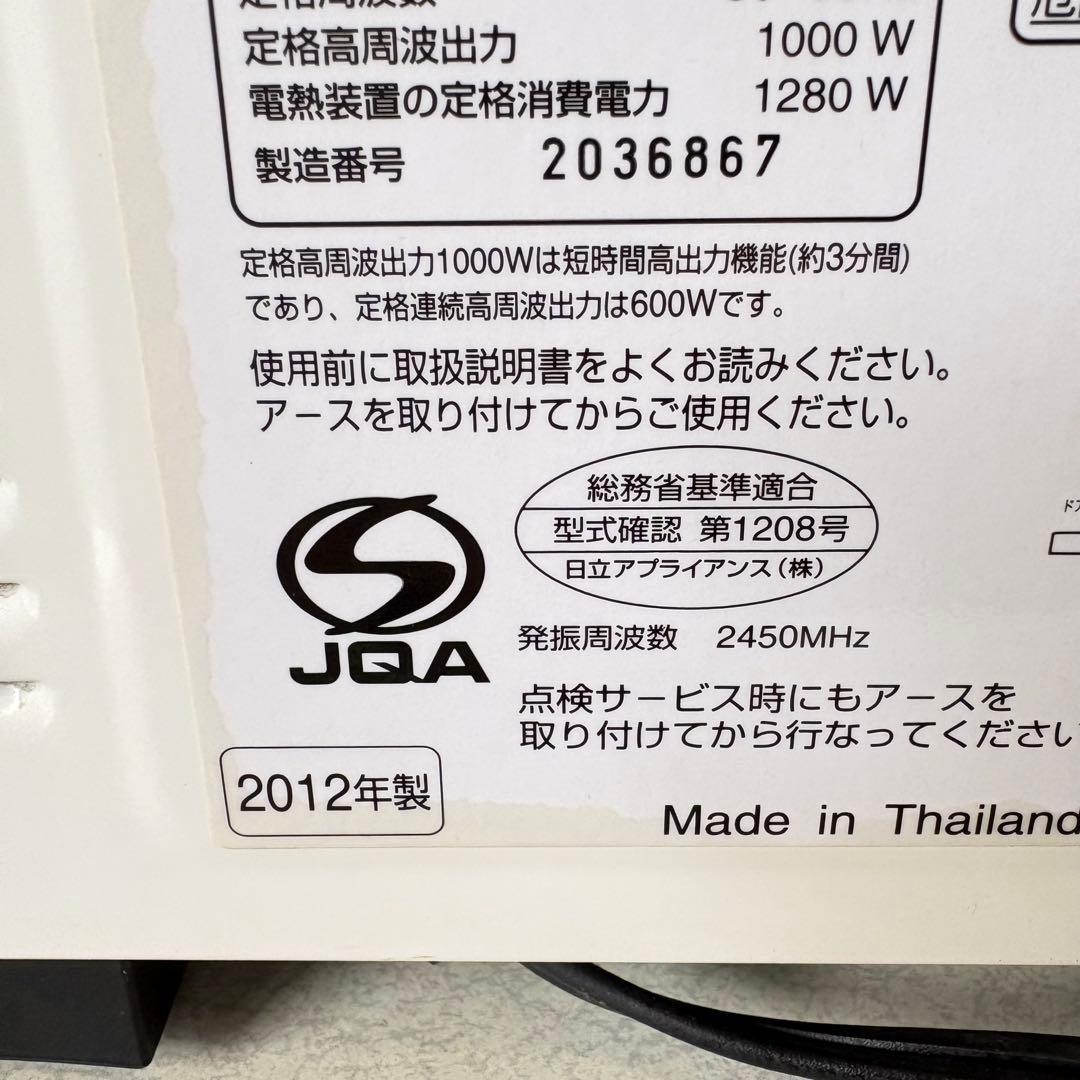 定格周波数
定格高周波出力 1000 W
電熱装置の定格消費電力 1280 W
製造番号 2036867
定格高周波出力1000Wは短時間高出力機能(約3分間)
であり、定格連続高周波出力は600Wです。
使用前に取扱説明書をよくお読みください。
アースを取り付けてからご使用ください。
総務省基準適合
型式確認 第1208号
日立アプライアンス(株)
JQA
発振周波数 2450MHz
点検サービス時にもアースを
取り付けてから行なってください
2012年製
Made in Thailand
ドア